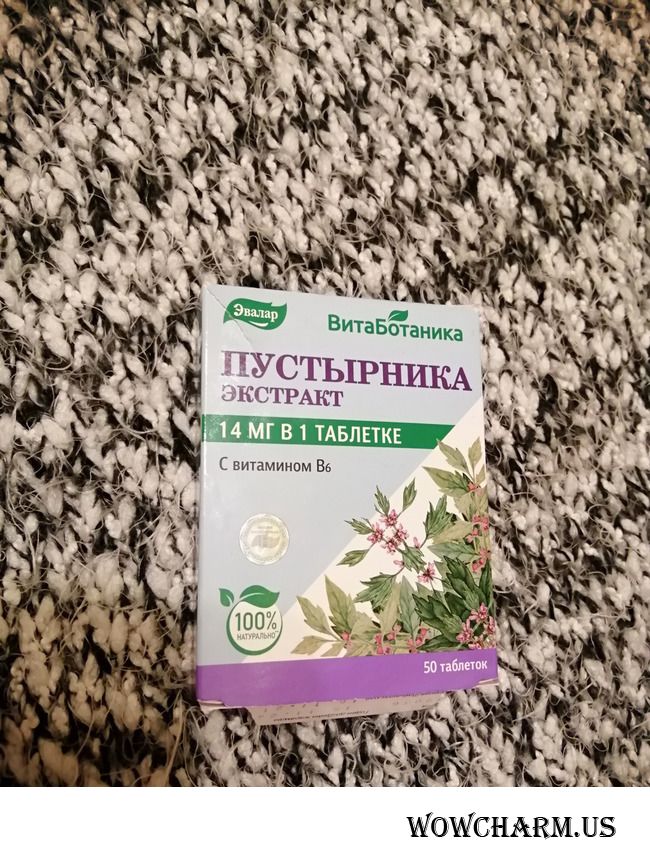 Эвалар
ВитаБотаника
ПУСТЫРНИКА
ЭКСТРАКТ
14 МГ В 1 ТАБЛЕТКЕ
С витамином В6
100%
НАТУРАЛЬНО
50 таблеток
WOWCHARM.US